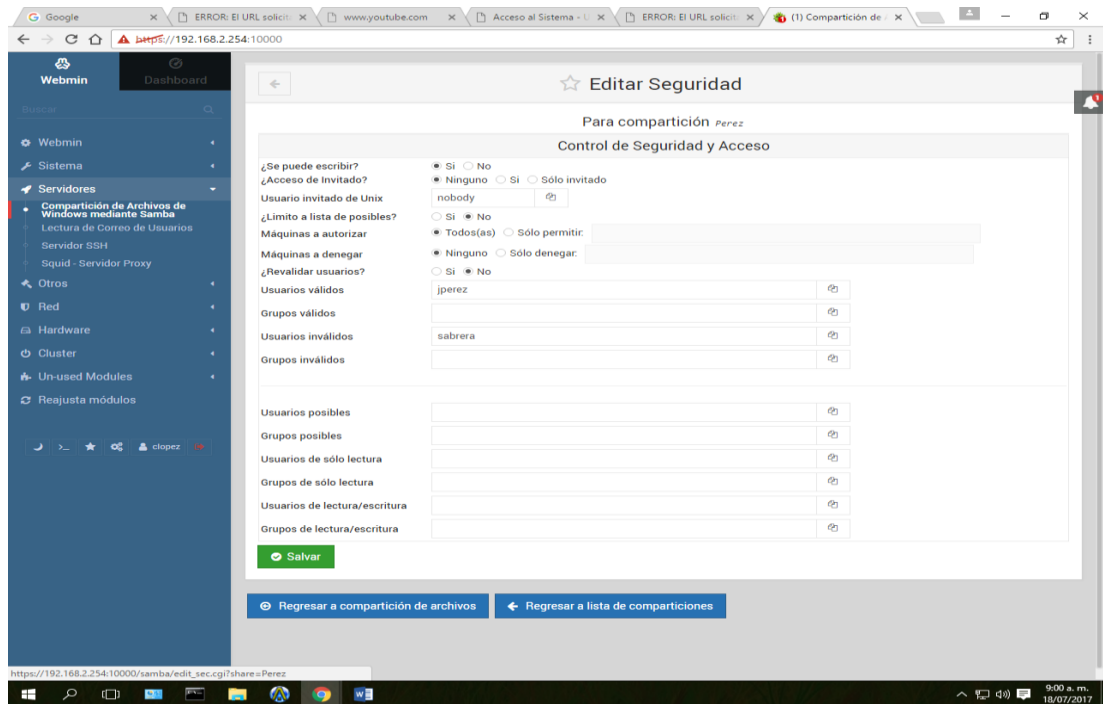 Google
ERROR: El URL solicit
www.youtube.com
Acceso al Sistema - U
ERROR: El URL solicit
(1) Compartición de A
https://192.168.2.254:10000
Webmin
Dashboard
Buscar
Webmin
Sistema
Servidores
Compartición de Archivos de
Windows mediante Samba
Lectura de Correo de Usuarios
Servidor SSH
Squid - Servidor Proxy
Otros
Red
Hardware
Cluster
Un-used Modules
Reajusta módulos
clopez
1
Editar Seguridad
Para compartición Perez
Control de Seguridad y Acceso
¿Se puede escribir? Si No
¿Acceso de Invitado? Ninguno Si Sólo invitado
Usuario invitado de Unix nobody
¿Limito a lista de posibles? Si No
Máquinas a autorizar Todos(as) Sólo permitir:
Máquinas a denegar Ninguno Sólo denegar:
¿Revalidar usuarios? Si No
Usuarios válidos jperez
Grupos válidos
Usuarios inválidos sabrera
Grupos inválidos
Usuarios posibles
Grupos posibles
Usuarios de sólo lectura
Grupos de sólo lectura
Usuarios de lectura/escritura
Grupos de lectura/escritura
Salvar
Regresar a compartición de archivos
Regresar a lista de comparticiones
https://192.168.2.254:10000/samba/edit_sec.cgi?share=Perez
9:00 a. m.
18/07/2017